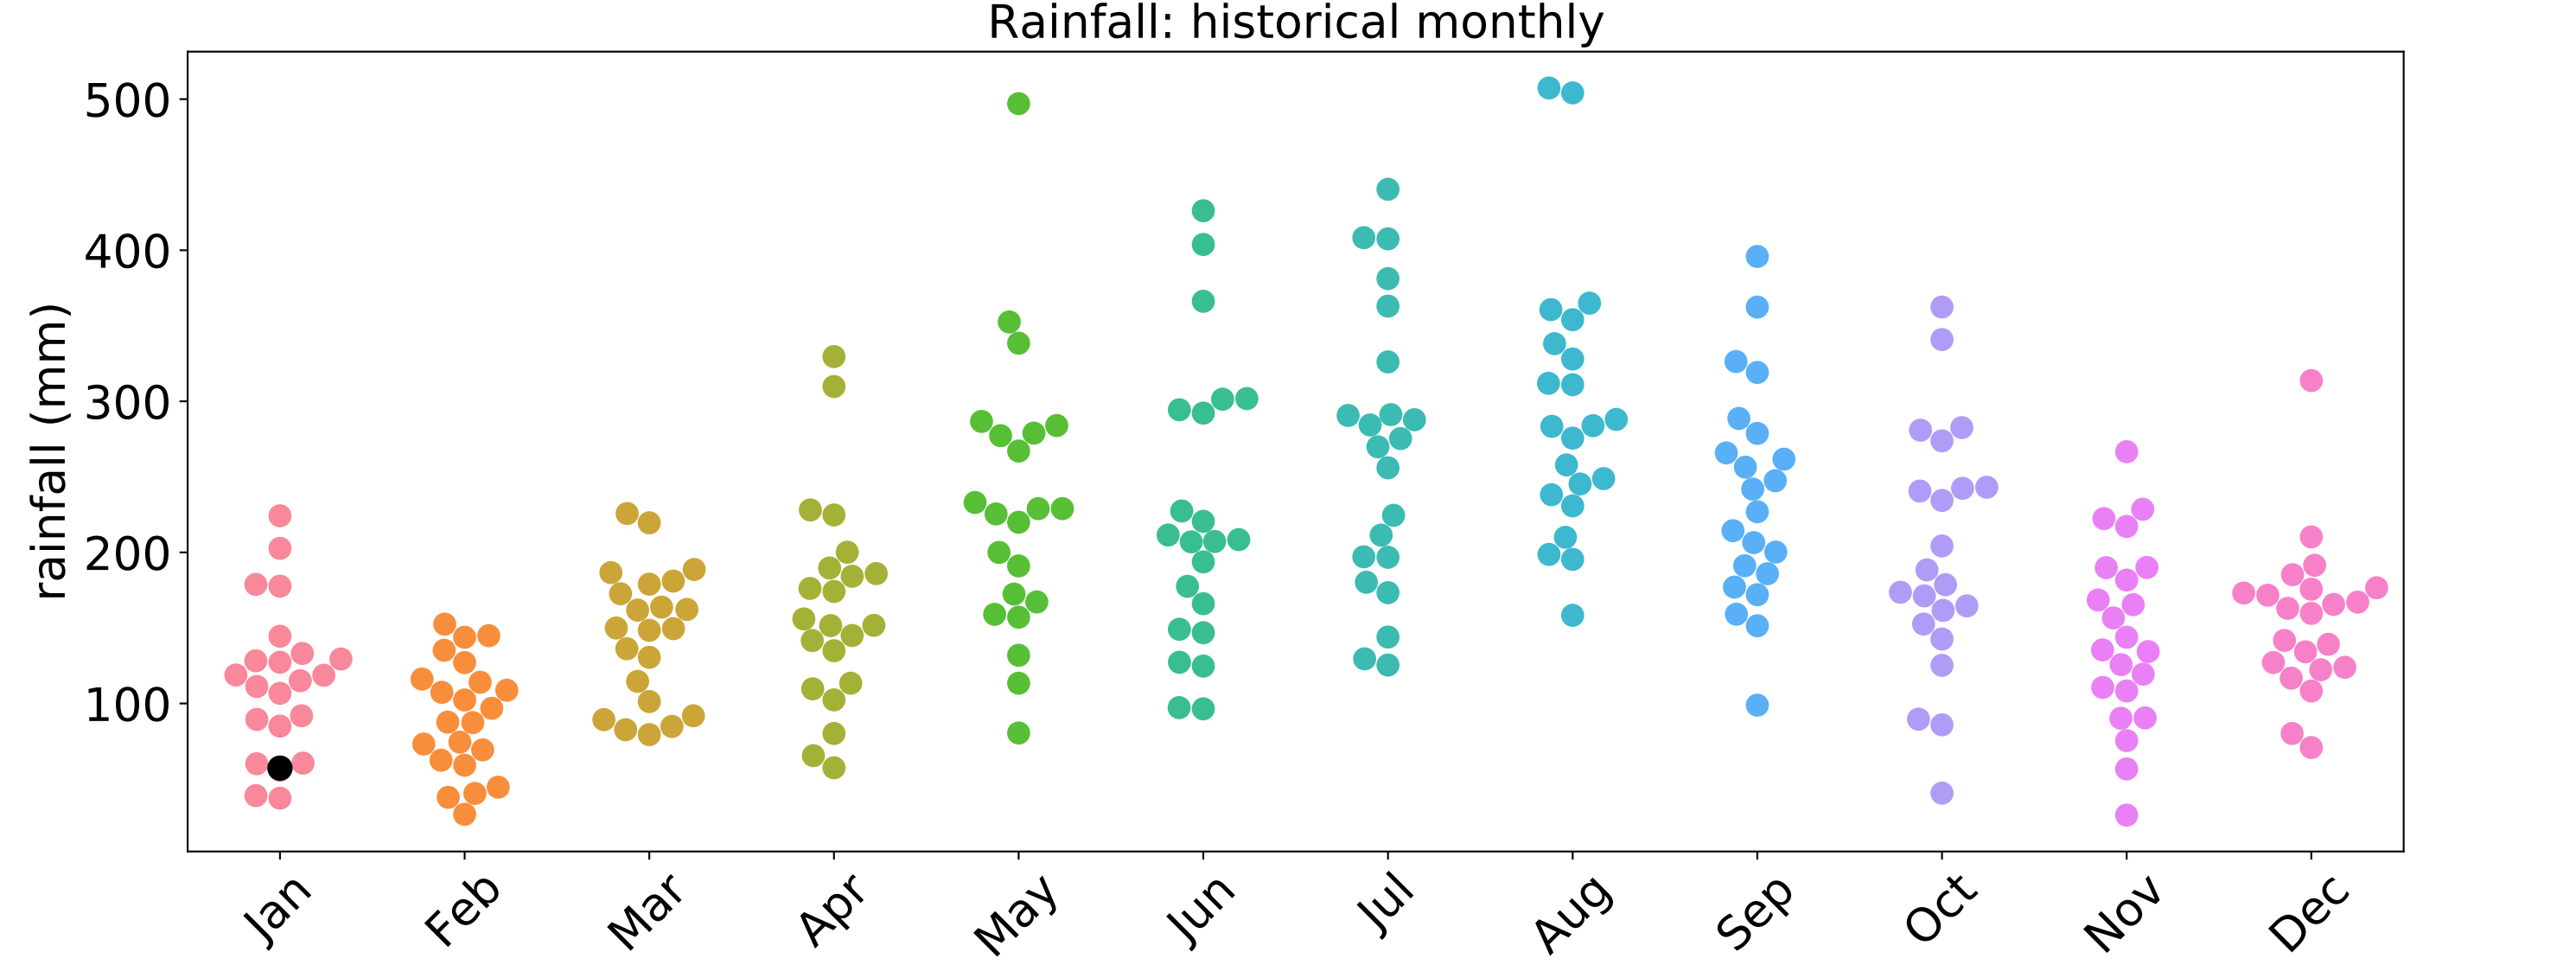 Rainfall: historical monthly
rainfall (mm)
500
400
300
200
100
Jan
Feb
Mar
Apr
May
Jun
Jul
Aug
Sep
Oct
Nov
Dec